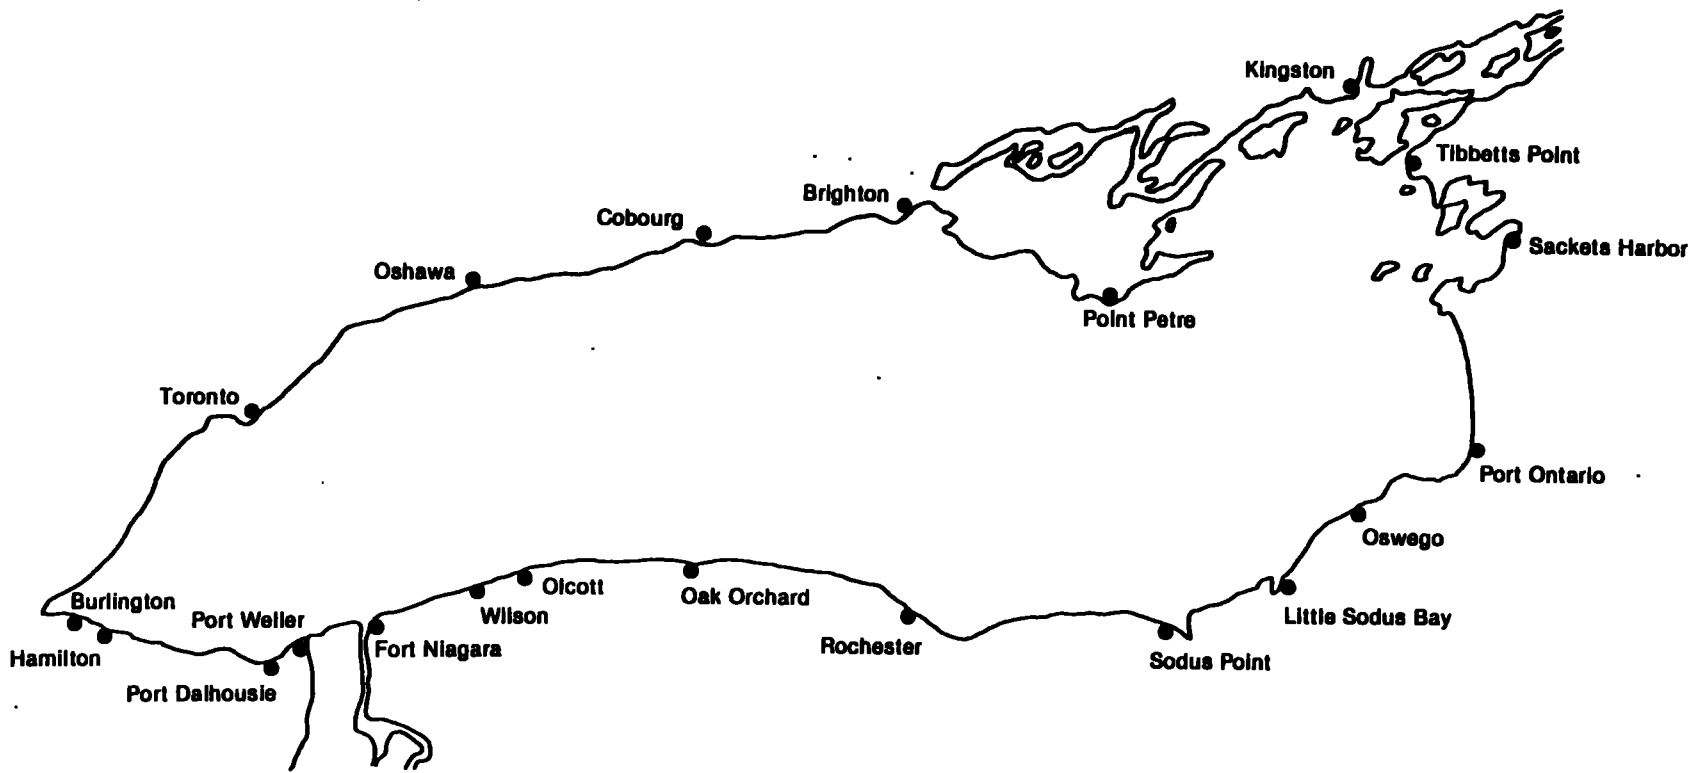 Kingston
Tibbetts Point
Brighton
Cobourg
Sackets Harbor
Oshawa
Point Petre
Toronto
Port Ontario
Oswego
Olcott
Oak Orchard
Burlington
Port Weller
Wilson
Little Sodus Bay
Fort Niagara
Rochester
Hamilton
Sodus Point
Port Dalhousie